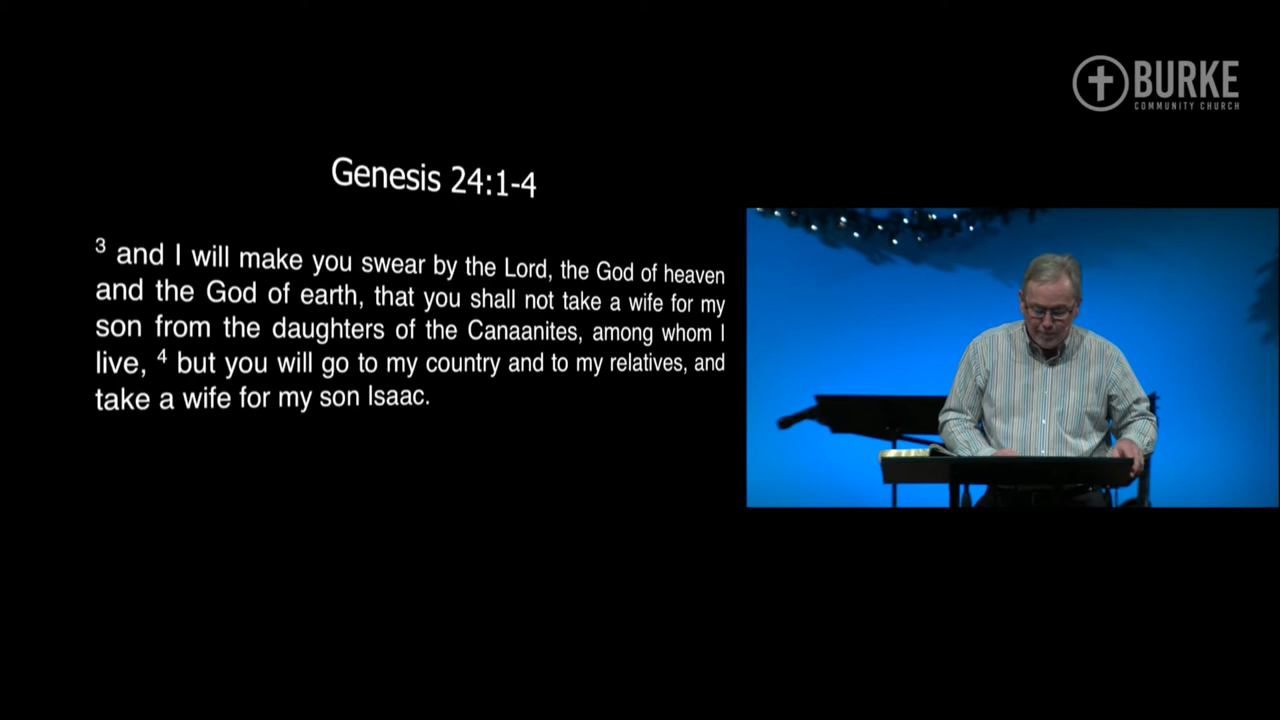 BURKE
COMMUNITY CHURCH
Genesis 24:1-4
3 and I will make you swear by the Lord, the God of heaven
and the God of earth, that you shall not take a wife for my
son from the daughters of the Canaanites, among whom I
live, 4 but you will go to my country and to my relatives, and
take a wife for my son Isaac.